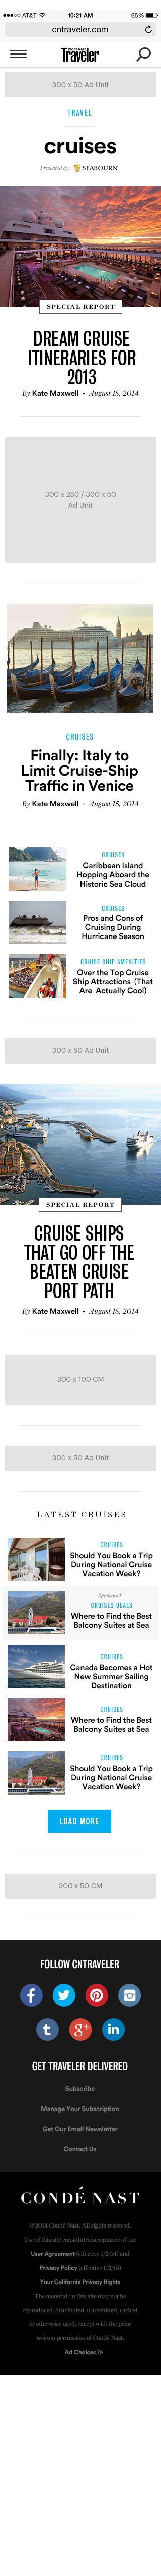 AT&T 10:21 AM 65%
cntraveler.com
Condé Nast
Traveler
300 x 50 Ad Unit
TRAVEL
cruises
Presented by: SEABOURN
SPECIAL REPORT
DREAM CRUISE
ITINERARIES FOR
2013
By Kate Maxwell • August 15, 2014
300 x 250 / 300 x 50
Ad Unit
CRUISES
Finally: Italy to
Limit Cruise-Ship
Traffic in Venice
By Kate Maxwell • August 15, 2014
CRUISES
Caribbean Island
Hopping Aboard the
Historic Sea Cloud
CRUISES
Pros and Cons of
Cruising During
Hurricane Season
CRUISE SHIP AMENITIES
Over the Top Cruise
Ship Attractions (That
Are Actually Cool)
300 x 50 Ad Unit
SPECIAL REPORT
CRUISE SHIPS
THAT GO OFF THE
BEATEN CRUISE
PORT PATH
By Kate Maxwell • August 15, 2014
300 x 100 CM
300 x 50 Ad Unit
LATEST CRUISES
CRUISES
Should You Book a Trip
During National Cruise
Vacation Week?
Sponsored
CRUISES DEALS
Where to Find the Best
Balcony Suites at Sea
CRUISES
Canada Becomes a Hot
New Summer Sailing
Destination
CRUISES
Where to Find the Best
Balcony Suites at Sea
CRUISES
Should You Book a Trip
During National Cruise
Vacation Week?
LOAD MORE
300 x 50 CM
FOLLOW CNTRAVELER
GET TRAVELER DELIVERED
Subscribe
Manage Your Subscription
Get Our Email Newsletter
Contact Us
CONDÉ NAST
© 2014 Condé Nast. All rights reserved.
Use of this site constitutes acceptance of our
User Agreement (effective 1/2/14) and
Privacy Policy (effective 1/2/14)
Your California Privacy Rights
The material on this site may not be
reproduced, distributed, transmitted, cached
or otherwise used, except with the prior
written permission of Condé Nast.
Ad Choices